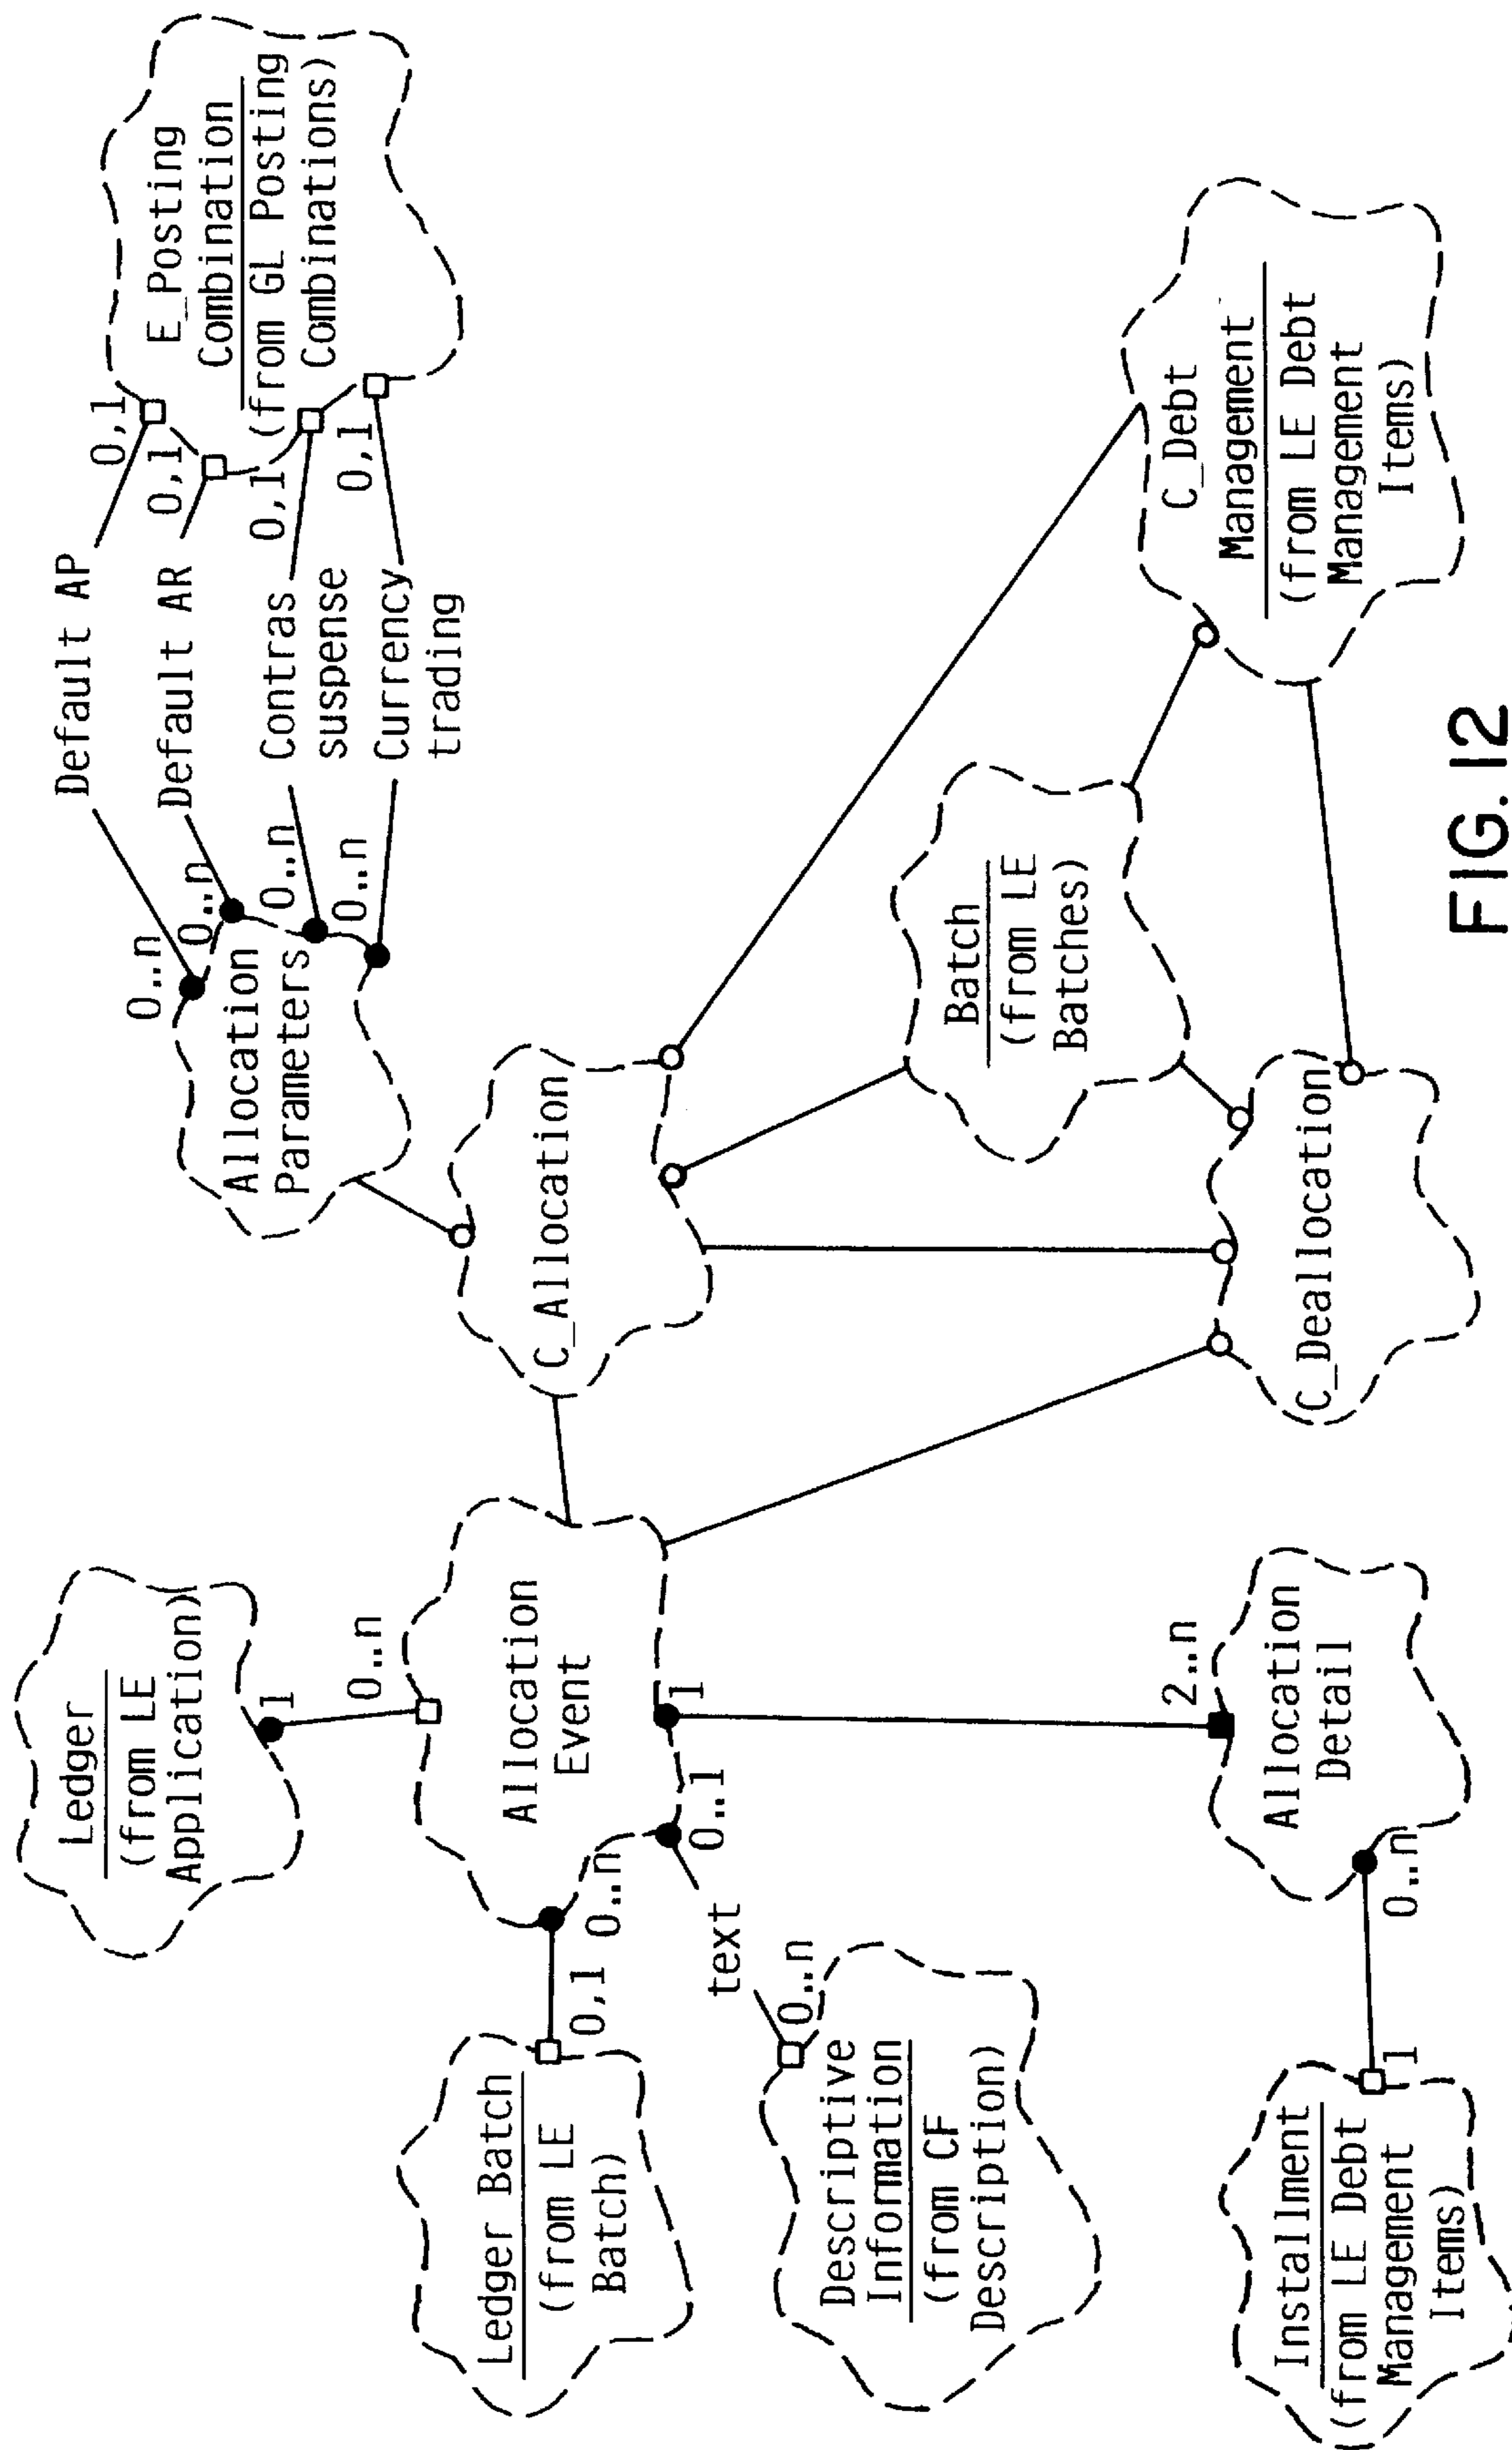 Ledger
(from LE
Application)
1
0..n
Ledger Batch
(from LE
Batch)
0,1
0..n
Allocation
Event
1
0..1
text
0..n
Descriptive
Information
(from CF
Description)
2..n
Allocation
Detail
0..n
1
Installment
(from LE Debt
Management
Items)
Default AP
Default AR
Contras
suspense
Currency
trading
0..n
0..n
0..n
0..n
0,1
0,1
0,1
0,1
Allocation
Parameters
E_Posting
Combination
(from GL Posting
Combinations)
C_Allocation
Batch
(from LE
Batches)
C_Deallocation
C_Debt
Management
(from LE Debt
Management
Items)
FIG. 12